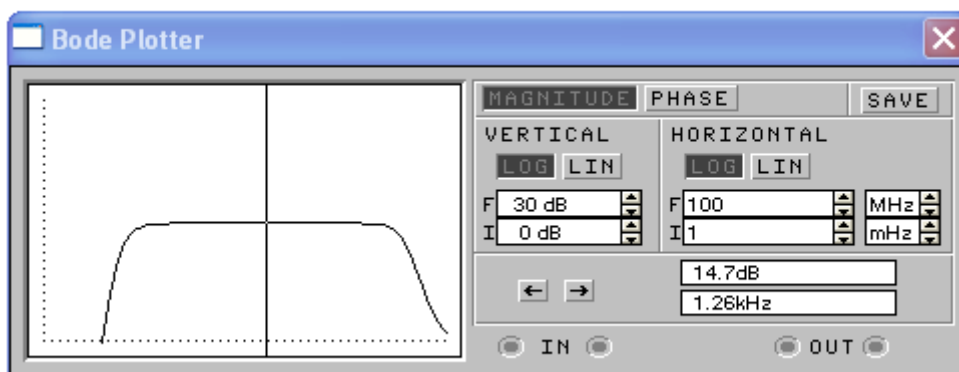 Bode Plotter
MAGNITUDE PHASE SAVE
VERTICAL HORIZONTAL
LOG LIN LOG LIN
F 30 dB F 100 MHz
I 0 dB I 1 mHz
14.7dB
1.26kHz
IN OUT